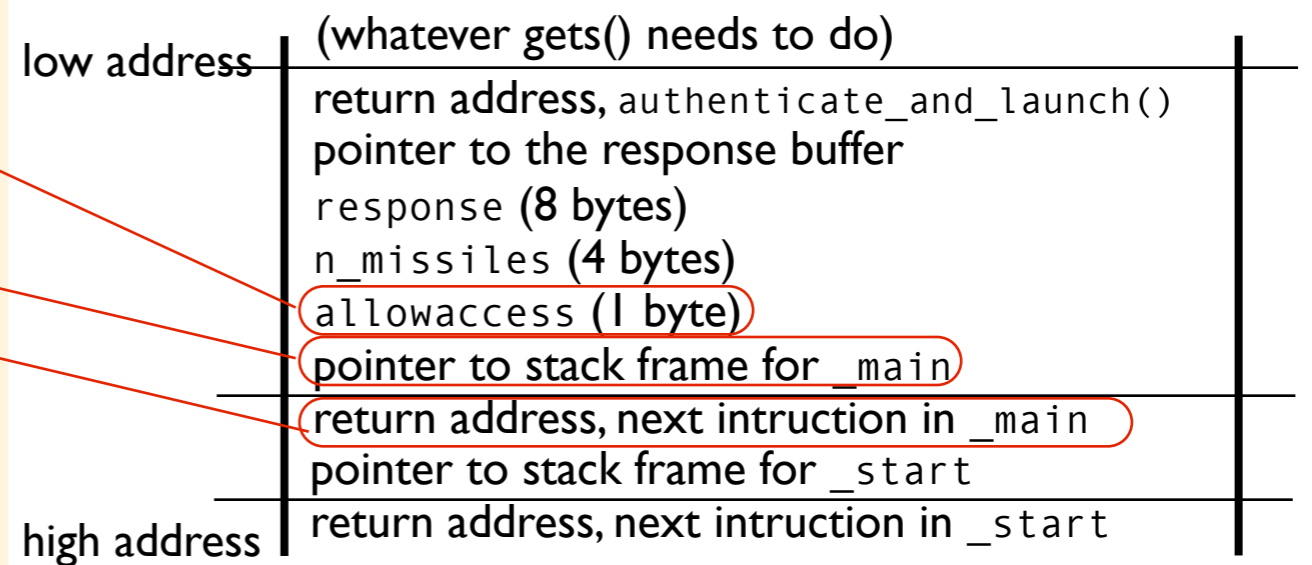 (whatever gets() needs to do)
low address
return address, authenticate_and_launch()
pointer to the response buffer
response (8 bytes)
n_missiles (4 bytes)
allowaccess (1 byte)
pointer to stack frame for _main
return address, next intruction in _main
pointer to stack frame for _start
return address, next intruction in _start
high address